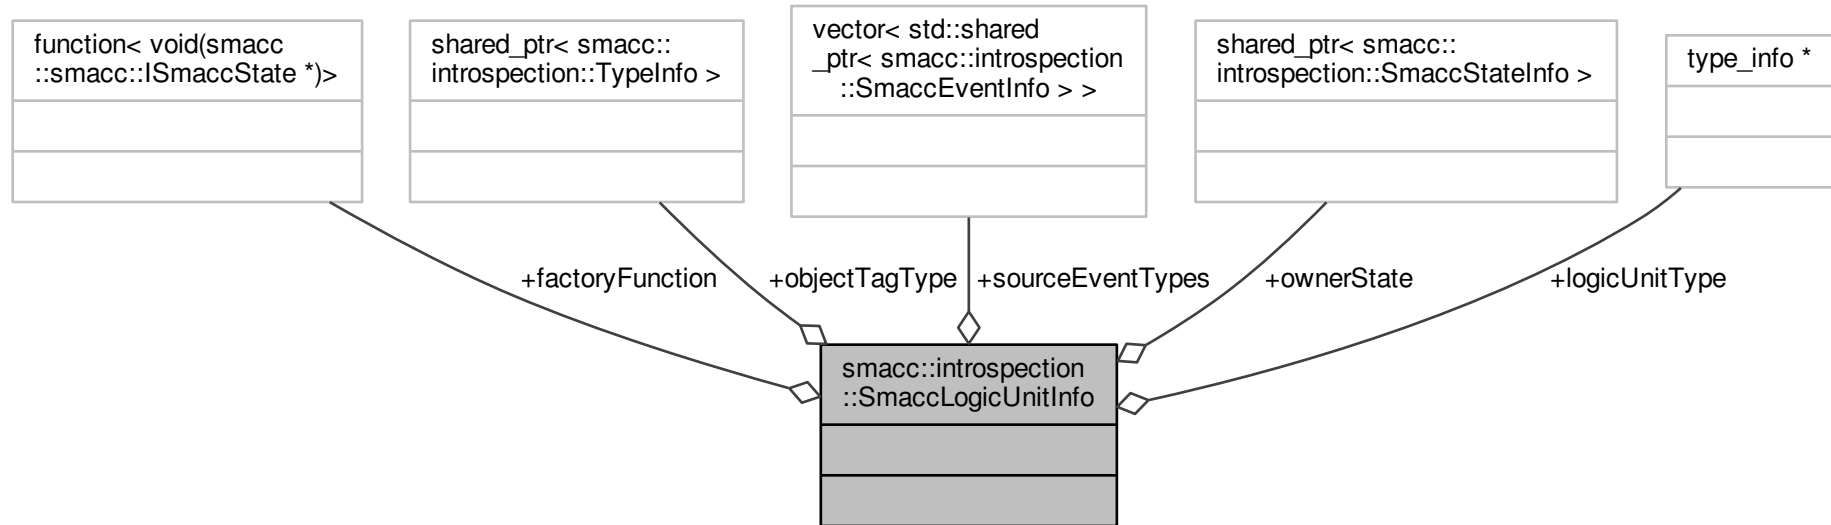 function< void(smacc
::smacc::ISmaccState *)>
shared_ptr< smacc::
introspection::TypeInfo >
vector< std::shared
_ptr< smacc::introspection
::SmaccEventInfo > >
shared_ptr< smacc::
introspection::SmaccStateInfo >
type_info *
+factoryFunction
+objectTagType
+sourceEventTypes
+ownerState
+logicUnitType
smacc::introspection
::SmaccLogicUnitInfo